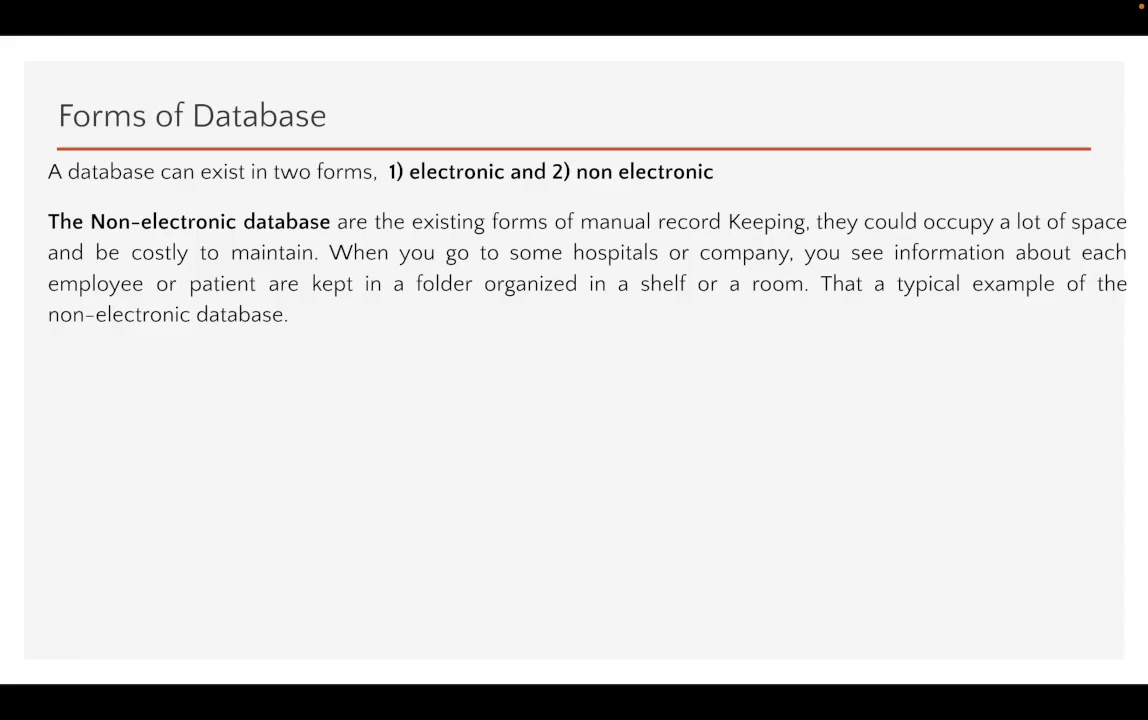 Forms of Database
A database can exist in two forms, 1) electronic and 2) non electronic
The Non-electronic database are the existing forms of manual record Keeping, they could occupy a lot of space
and be costly to maintain. When you go to some hospitals or company, you see information about each
employee or patient are kept in a folder organized in a shelf or a room. That a typical example of the
non-electronic database.